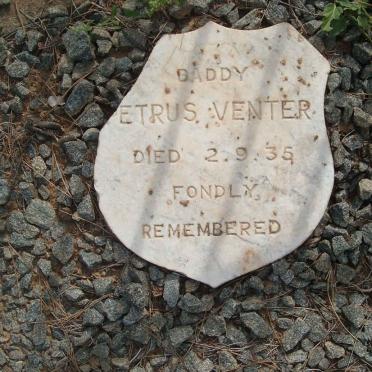 DADDY
ETRUS VENTER
DIED 2.9.35
FONDLY
REMEMBERED